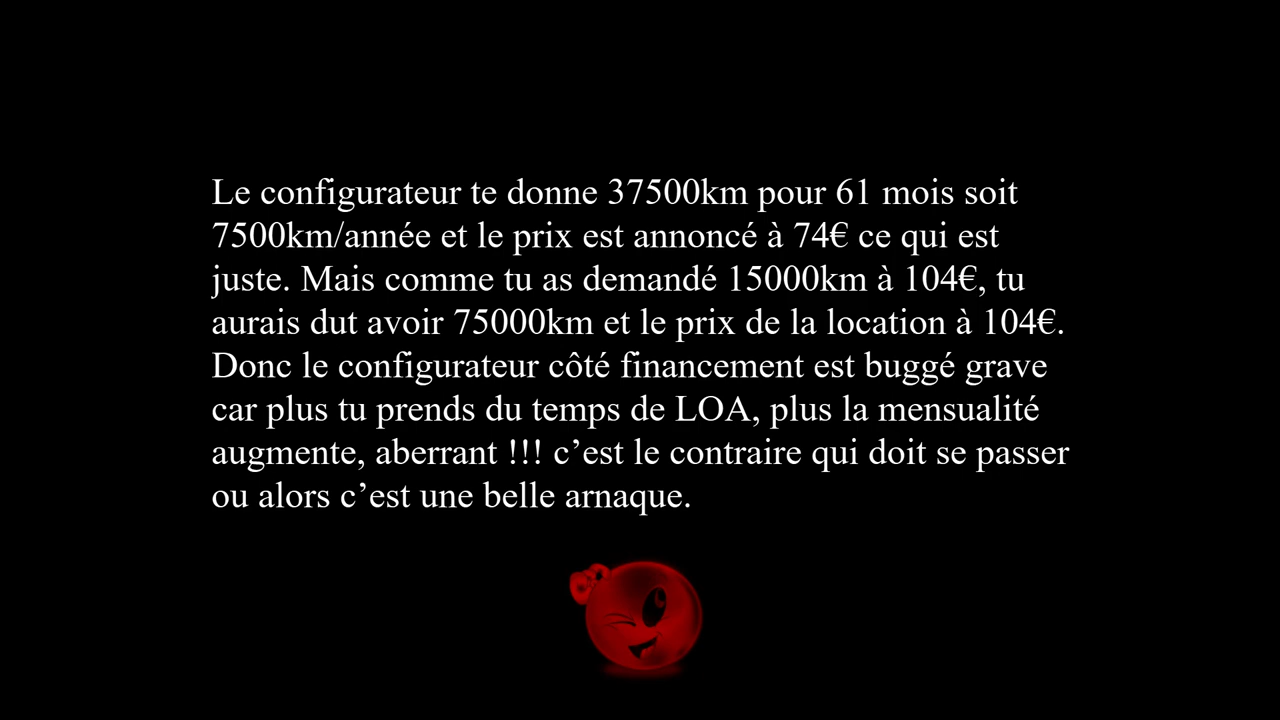 Le configurateur te donne 37500km pour 61 mois soit
7500km/année et le prix est annoncé à 74€ ce qui est
juste. Mais comme tu as demandé 15000km à 104€, tu
aurais dut avoir 75000km et le prix de la location à 104€.
Donc le configurateur côté financement est buggé grave
car plus tu prends du temps de LOA, plus la mensualité
augmente, aberrant !!! c’est le contraire qui doit se passer
ou alors c’est une belle arnaque.